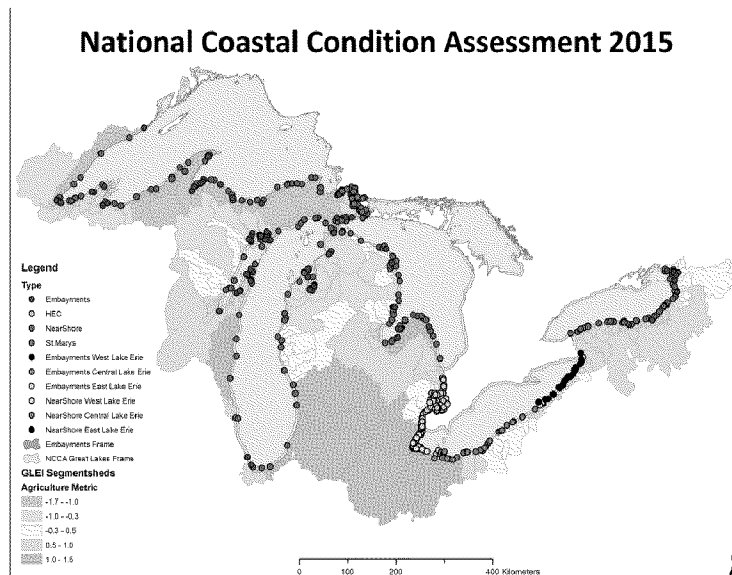 National Coastal Condition Assessment 2015
Legend
Type
Embayments
HEC
NearShore
St Marys
Embayments West Lake Erie
Embayments Central Lake Erie
Embayments East Lake Erie
NearShore West Lake Erie
NearShore Central Lake Erie
NearShore East Lake Erie
Embayments Frame
NCCA Great Lakes Frame
GLEI Segmentsheds
Agriculture Metric
-1.7 - -1.0
-1.0 - -0.3
-0.3 - 0.5
0.5 - 1.0
1.0 - 1.5
0 100 200 400 Kilometers